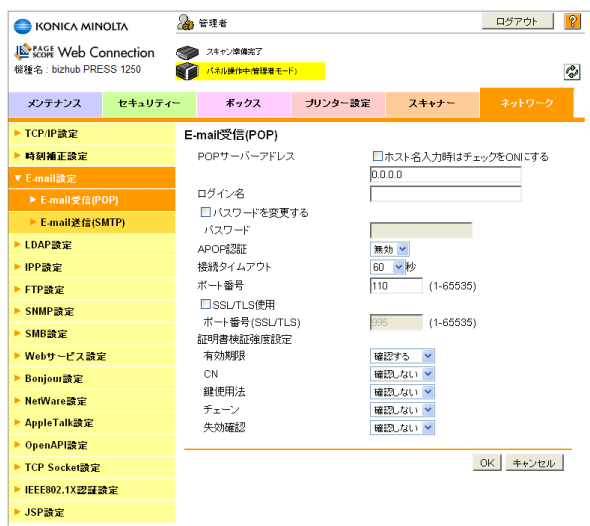 KONICA MINOLTA
管理者
ログアウト
?
PAGE SCOPE Web Connection
スキャン準備完了
機種名 : bizhub PRESS 1250
パネル操作中(管理者モード)
メンテナンス
セキュリティー
ボックス
プリンター設定
スキャナー
ネットワーク
TCP/IP設定
時刻補正設定
E-mail設定
E-mail受信(POP)
E-mail送信(SMTP)
LDAP設定
IPP設定
FTP設定
SNMP設定
SMB設定
Webサービス設定
Bonjour設定
NetWare設定
AppleTalk設定
OpenAPI設定
TCP Socket設定
IEEE802.1X認証設定
JSP設定
E-mail受信(POP)
POPサーバーアドレス
ホスト名入力時はチェックをONにする
0.0.0.0
ログイン名
パスワードを変更する
パスワード
APOP認証 無効
接続タイムアウト 60 秒
ポート番号 110 (1-65535)
SSL/TLS使用
ポート番号(SSL/TLS) 995 (1-65535)
証明書検証強度設定
有効期限 確認する
CN 確認しない
鍵使用法 確認しない
チェーン 確認しない
失効確認 確認しない
OK キャンセル